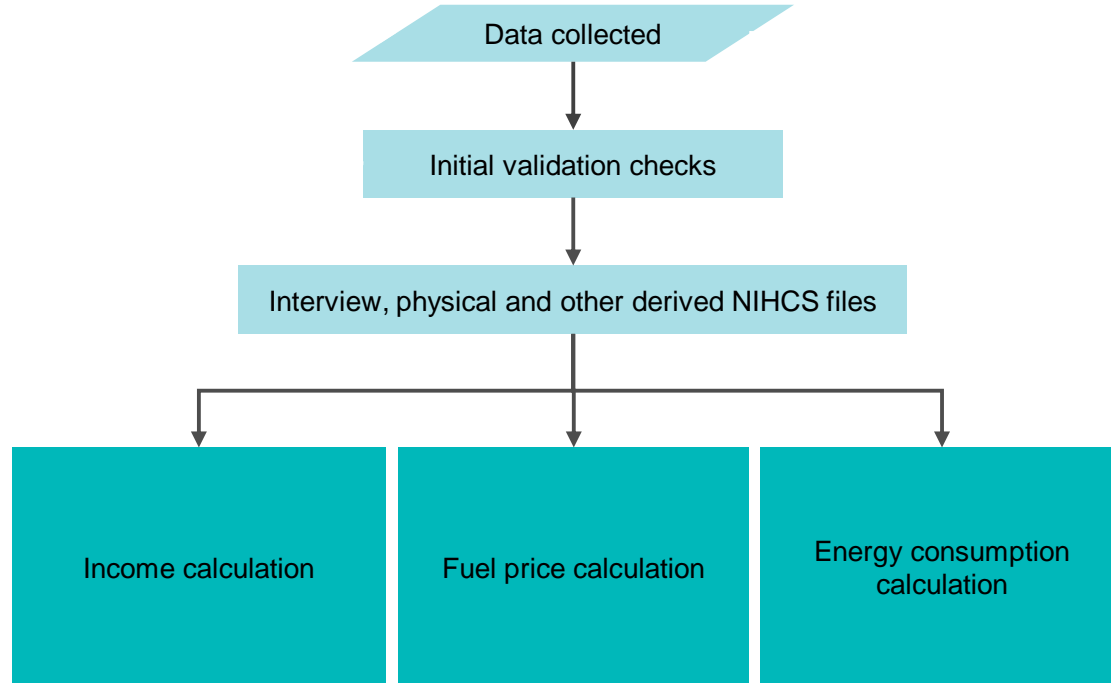 Data collected
Initial validation checks
Interview, physical and other derived NIHCS files
Income calculation
Fuel price calculation
Energy consumption
calculation